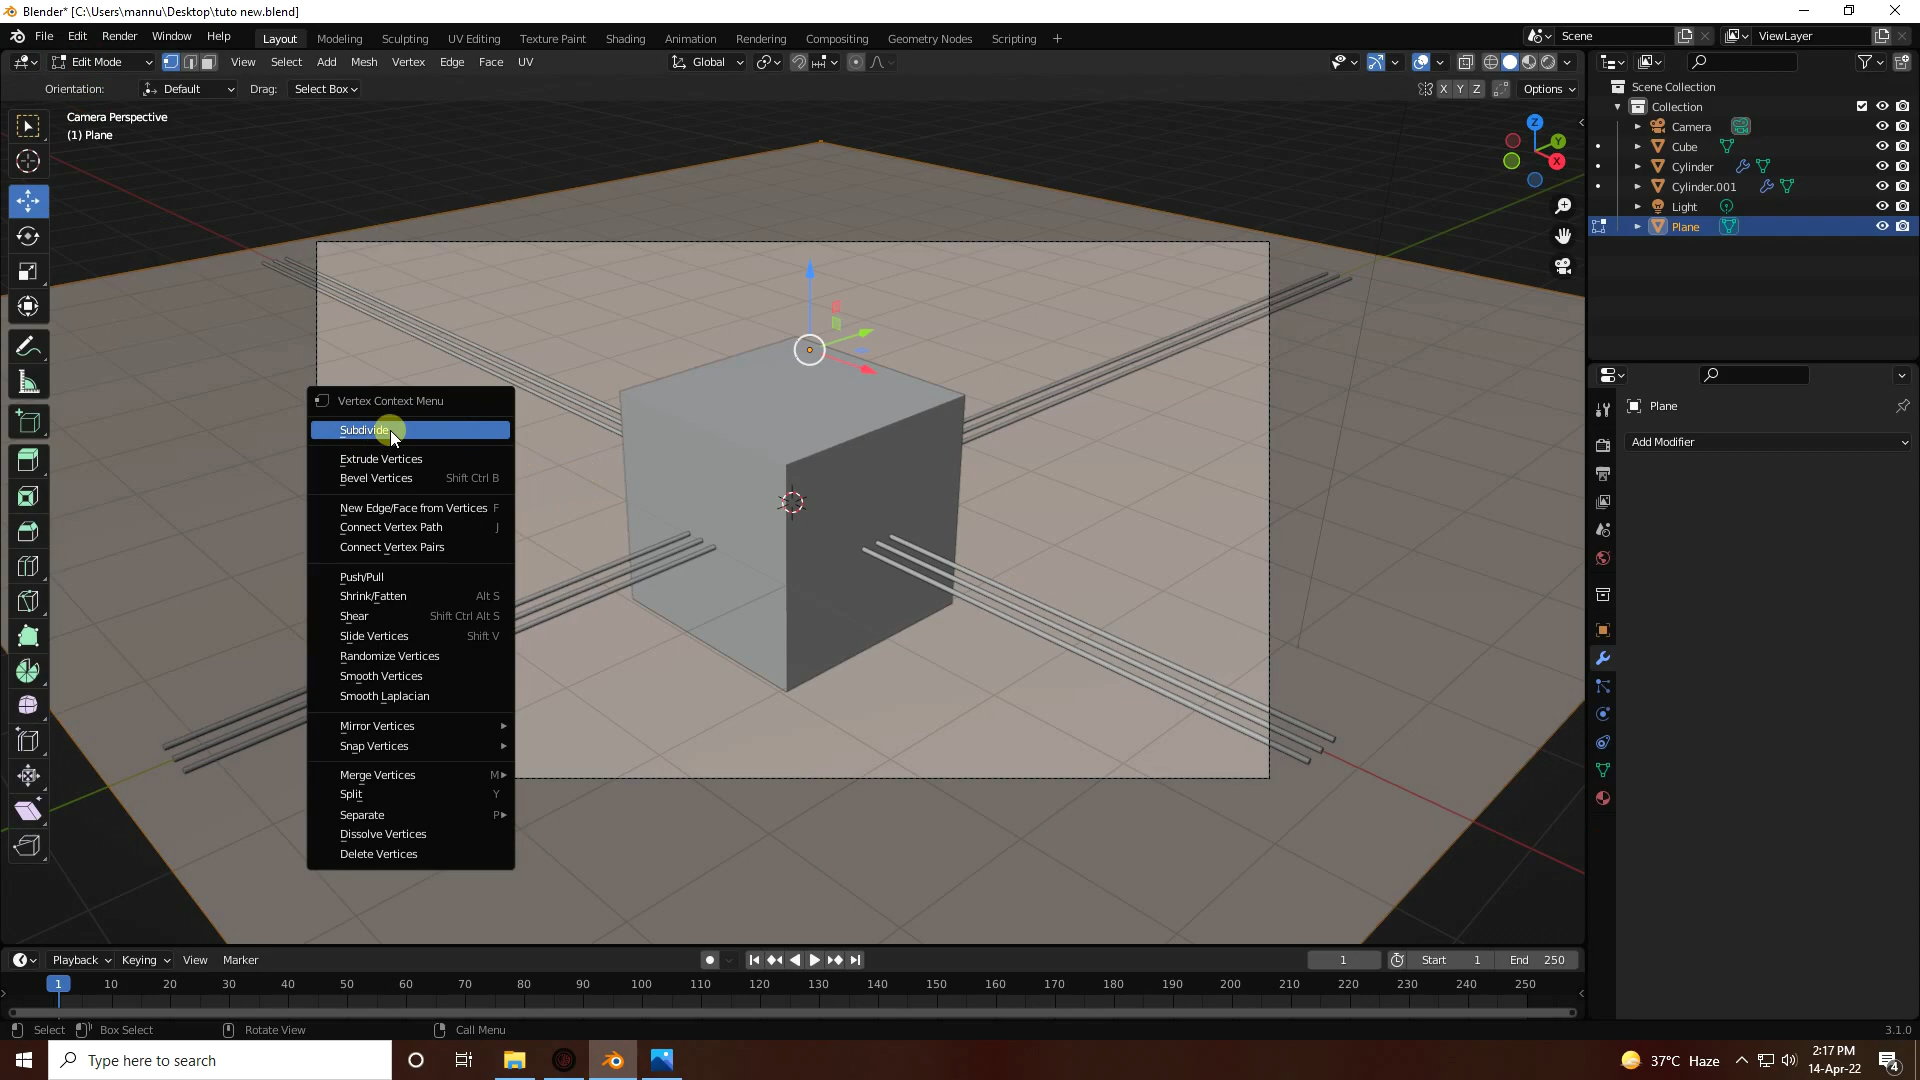 Blender* [C:\Users\mannu\Desktop\tuto new.blend]
File Edit Render Window Help Layout Modeling Sculpting UV Editing Texture Paint Shading Animation Rendering Compositing Geometry Nodes Scripting + Scene ViewLayer
Edit Mode View Select Add Mesh Vertex Edge Face UV Global
Orientation: Default Drag: Select Box X Y Z Options
Camera Perspective
(1) Plane
Z
Y
X
Scene Collection
Collection
Camera
Cube
Cylinder
Cylinder.001
Light
Plane
Plane
Add Modifier
Vertex Context Menu
Subdivide
Extrude Vertices
Bevel Vertices Shift Ctrl B
New Edge/Face from Vertices F
Connect Vertex Path J
Connect Vertex Pairs
Push/Pull
Shrink/Fatten Alt S
Shear Shift Ctrl Alt S
Slide Vertices Shift V
Randomize Vertices
Smooth Vertices
Smooth Laplacian
Mirror Vertices
Snap Vertices
Merge Vertices M
Split Y
Separate P
Dissolve Vertices
Delete Vertices
Playback Keying View Marker 1 Start 1 End 250
1 10 20 30 40 50 60 70 80 90 100 110 120 130 140 150 160 170 180 190 200 210 220 230 240 250
Select Box Select Rotate View Call Menu 3.1.0
Type here to search 37°C Haze 2:17 PM
14-Apr-22 4